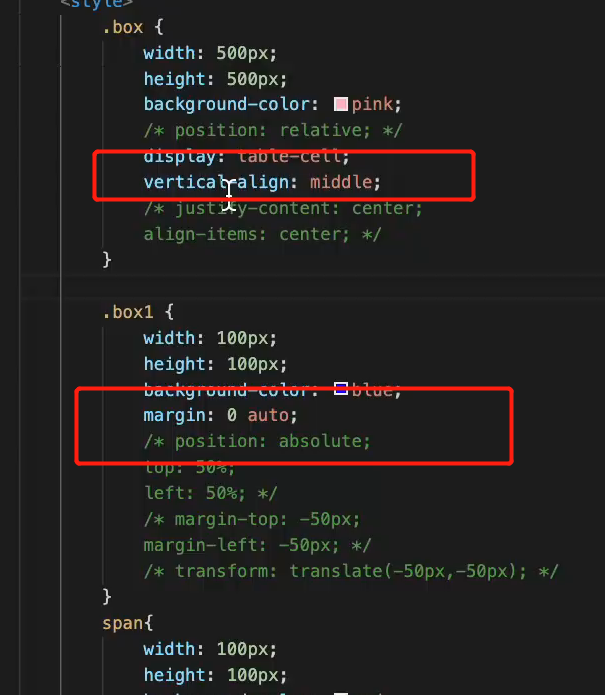 <style>
.box {
width: 500px;
height: 500px;
background-color: pink;
/* position: relative; */
display: table-cell;
vertical-align: middle;
/* justify-content: center;
align-items: center; */
}
.box1 {
width: 100px;
height: 100px;
background-color: blue;
margin: 0 auto;
/* position: absolute;
top: 50%;
left: 50%; */
/* margin-top: -50px;
margin-left: -50px; */
/* transform: translate(-50px,-50px); */
}
span{
width: 100px;
height: 100px;